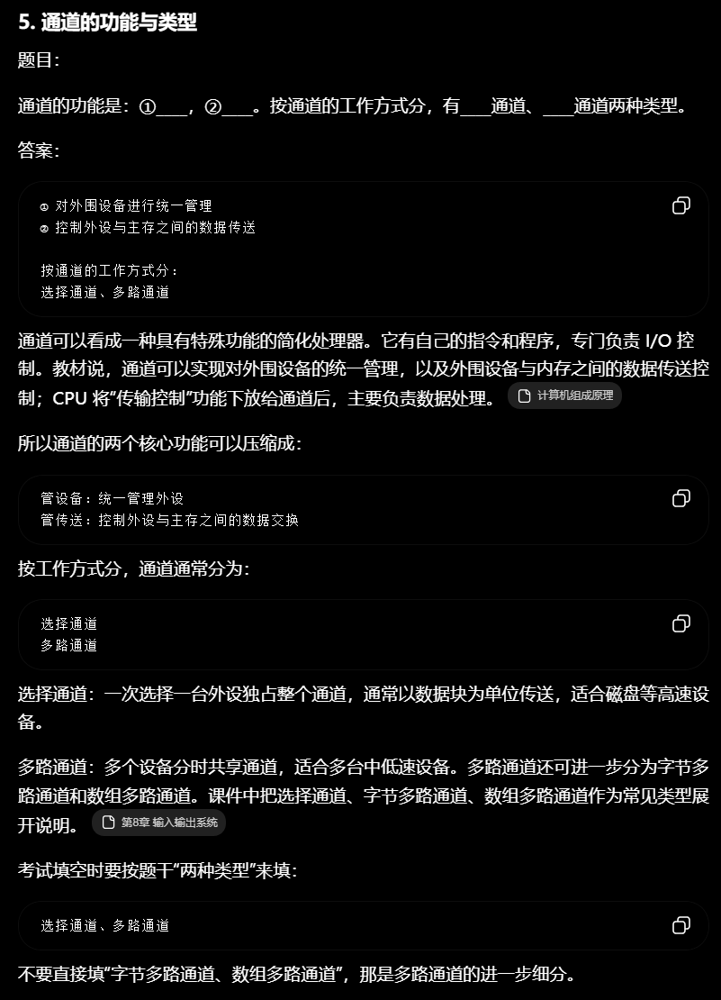 5. 通道的功能与类型
题目：
通道的功能是：①____，②____。按通道的工作方式分，有____通道、____通道两种类型。
答案：
① 对外围设备进行统一管理
② 控制外设与主存之间的数据传送
按通道的工作方式分：
选择通道、多路通道
通道可以看成一种具有特殊功能的简化处理器。它有自己的指令和程序，专门负责 I/O 控
制。教材说，通道可以实现对外围设备的统一管理，以及外围设备与内存之间的数据传送控
制；CPU 将“传输控制”功能下放给通道后，主要负责数据处理。 计算机组成原理
所以通道的两个核心功能可以压缩成：
管设备：统一管理外设
管传送：控制外设与主存之间的数据交换
按工作方式分，通道通常分为：
选择通道
多路通道
选择通道：一次选择一台外设独占整个通道，通常以数据块为单位传送，适合磁盘等高速设
备。
多路通道：多个设备分时共享通道，适合多台中低速设备。多路通道还可进一步分为字节多
路通道和数组多路通道。课件中把选择通道、字节多路通道、数组多路通道作为常见类型展
开说明。 第8章 输入输出系统
考试填空时要按题干“两种类型”来填：
选择通道、多路通道
不要直接填“字节多路通道、数组多路通道”，那是多路通道的进一步细分。